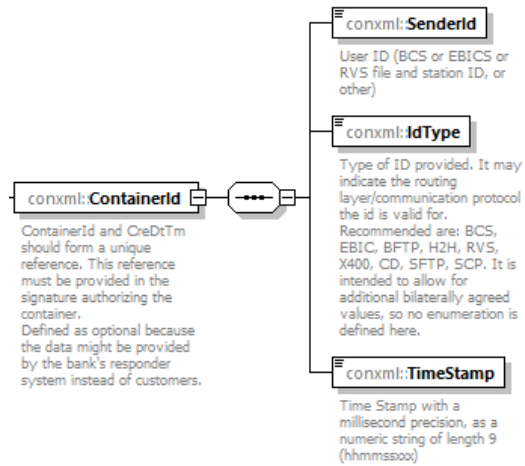 conxml::SenderId
User ID (BCS or EBICS or
RVS file and station ID, or
other)
conxml::IdType
Type of ID provided. It may
indicate the routing
layer/communication protocol
the id is valid for.
Recommended are: BCS,
EBIC, BFTP, H2H, RVS,
X400, CD, SFTP, SCP. It is
intended to allow for
additional bilaterally agreed
values, so no enumeration is
defined here.
conxml::ContainerId
ContainerId and CreDtTm
should form a unique
reference. This reference
must be provided in the
signature authorizing the
container.
Defined as optional because
the data might be provided
by the bank's responder
system instead of customers.
conxml::TimeStamp
Time Stamp with a
millisecond precision, as a
numeric string of length 9
(hhmmssxxx)